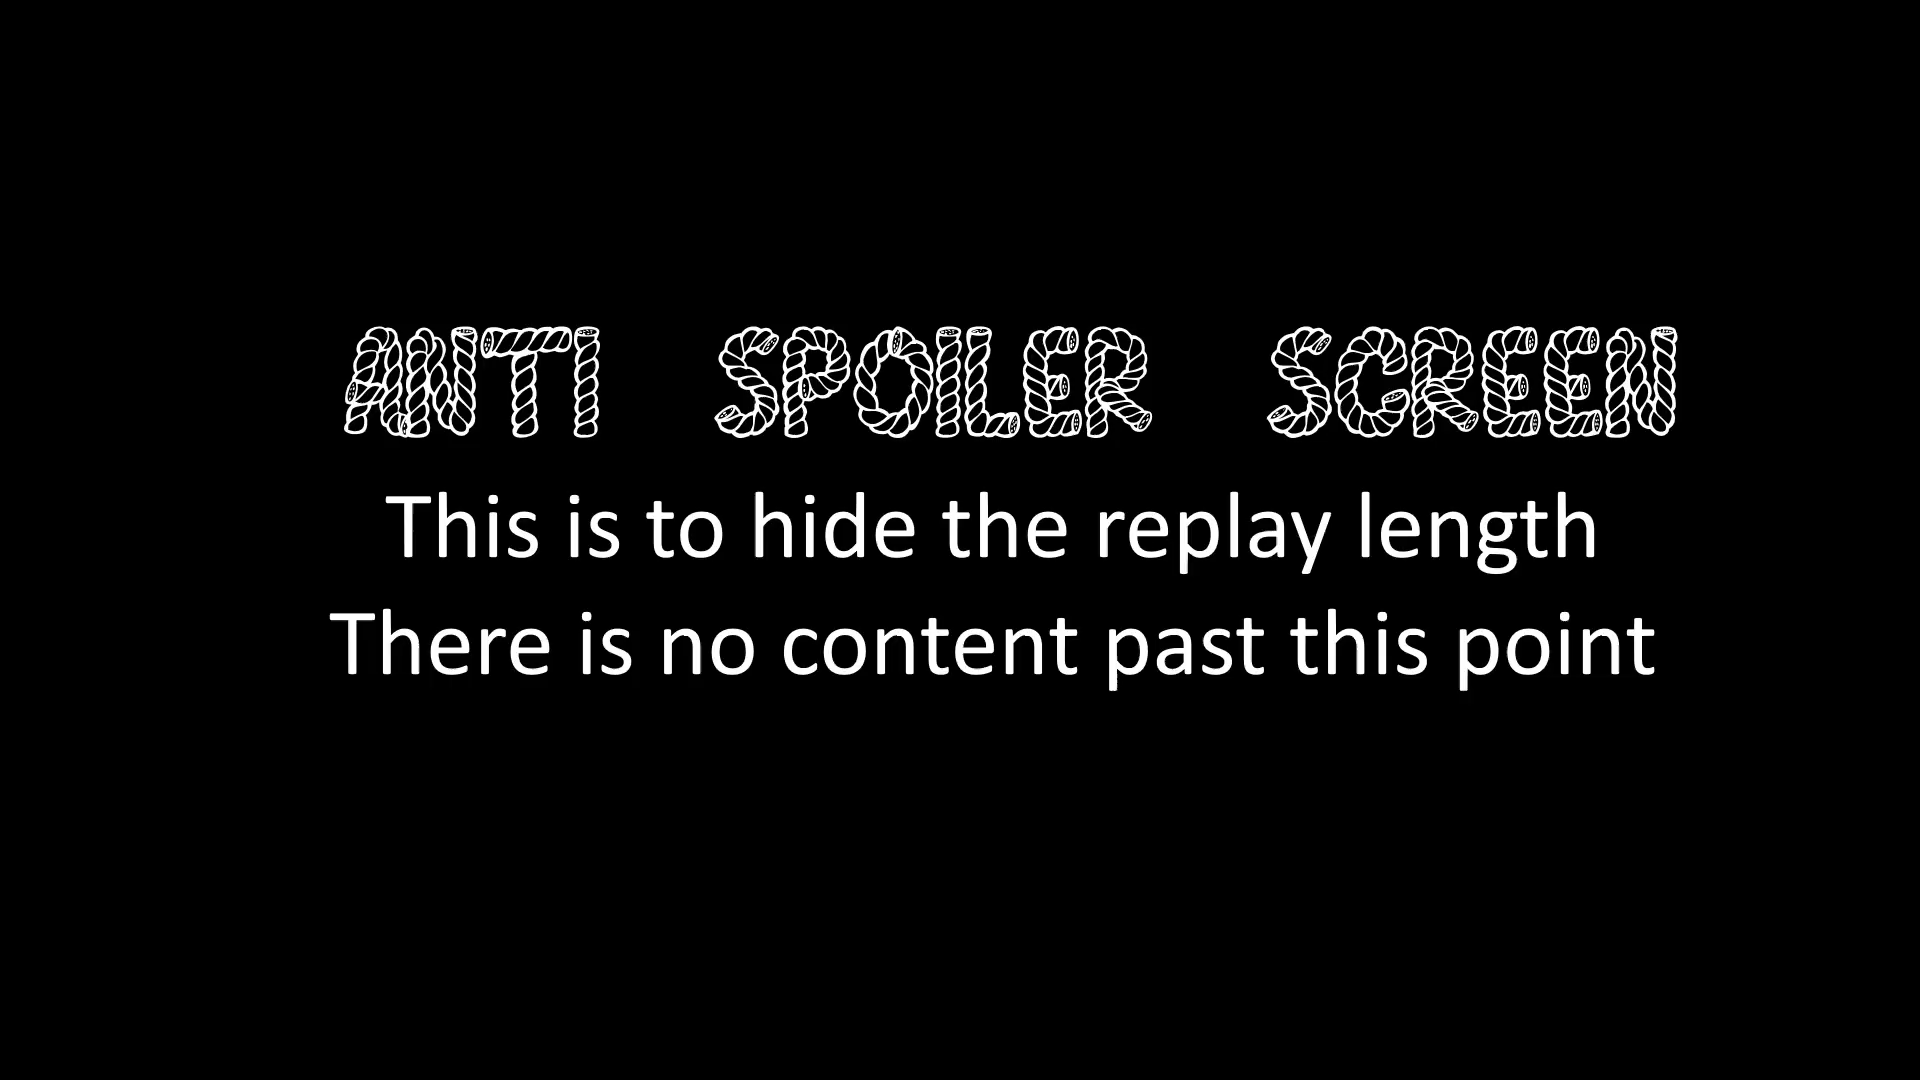 ANTI SPOILER SCREEN
This is to hide the replay length
There is no content past this point